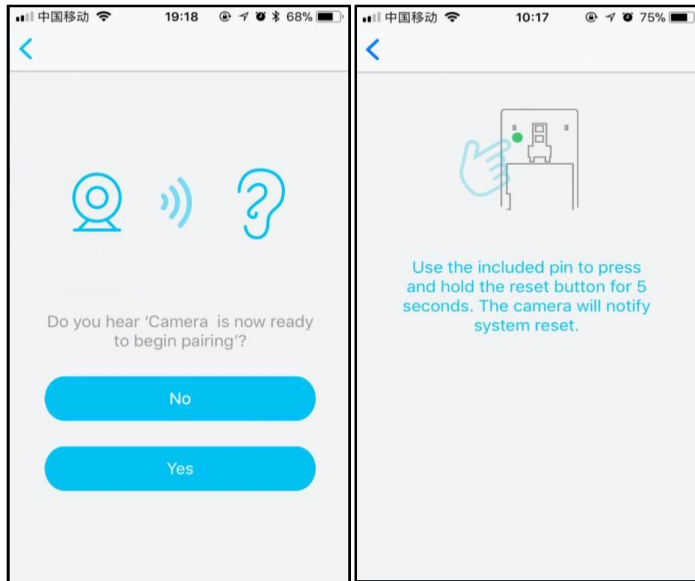 中国移动 19:18 68%
Do you hear ‘Camera is now ready
to begin pairing’?
No
Yes
中国移动 10:17 75%
Use the included pin to press
and hold the reset button for 5
seconds. The camera will notify
system reset.